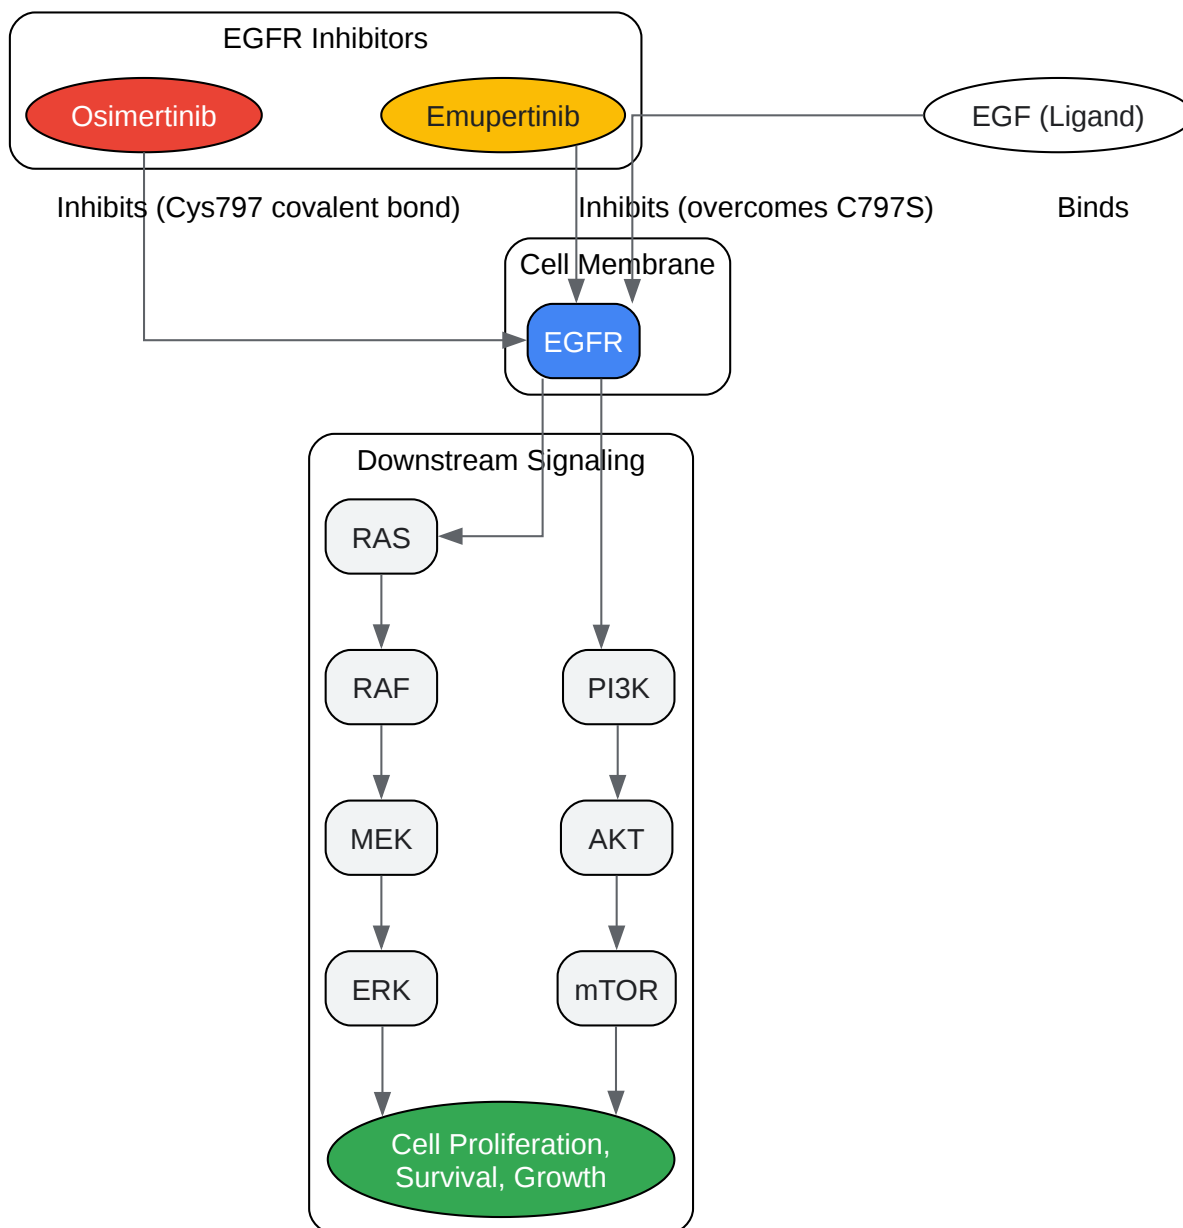 EGFR Inhibitors
Osimertinib
Emupertinib
EGF (Ligand)
Inhibits (Cys797 covalent bond)
Inhibits (overcomes C797S)
Binds
Cell Membrane
EGFR
Downstream Signaling
RAS
RAF
PI3K
MEK
AKT
ERK
mTOR
Cell Proliferation,
Survival, Growth